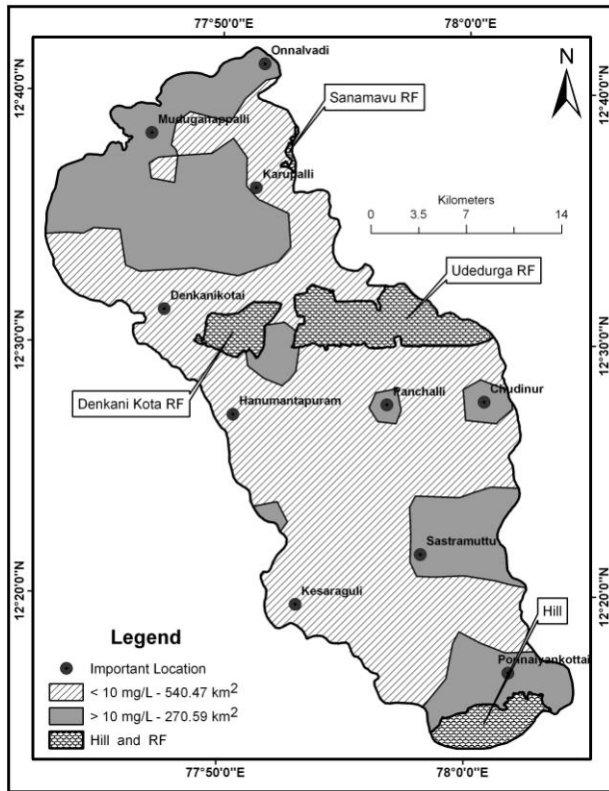 77°50'0"E
78°0'0"E
Onnalvadi
N
12°40'0"N
12°40'0"N
Sanamavu RF
Muduganappalli
Karupalli
Kilometers
0 3.5 7 14
Udedurga RF
Denkanikotai
12°30'0"N
12°30'0"N
Denkani Kota RF
Hanumantapuram
Panchalli
Chudinur
Sastramuttu
12°20'0"N
12°20'0"N
Kesaraguli
Hill
Legend
Ponnaiyankottai
Important Location
< 10 mg/L - 540.47 km2
> 10 mg/L - 270.59 km2
Hill and RF
77°50'0"E
78°0'0"E